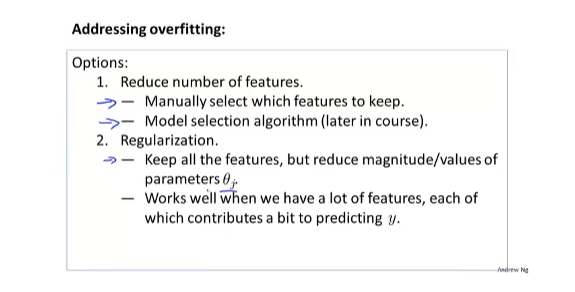 Addressing overfitting:
Options:
1. Reduce number of features.
— Manually select which features to keep.
— Model selection algorithm (later in course).
2. Regularization.
— Keep all the features, but reduce magnitude/values of
parameters θⱼ.
— Works well when we have a lot of features, each of
which contributes a bit to predicting y.
Andrew Ng